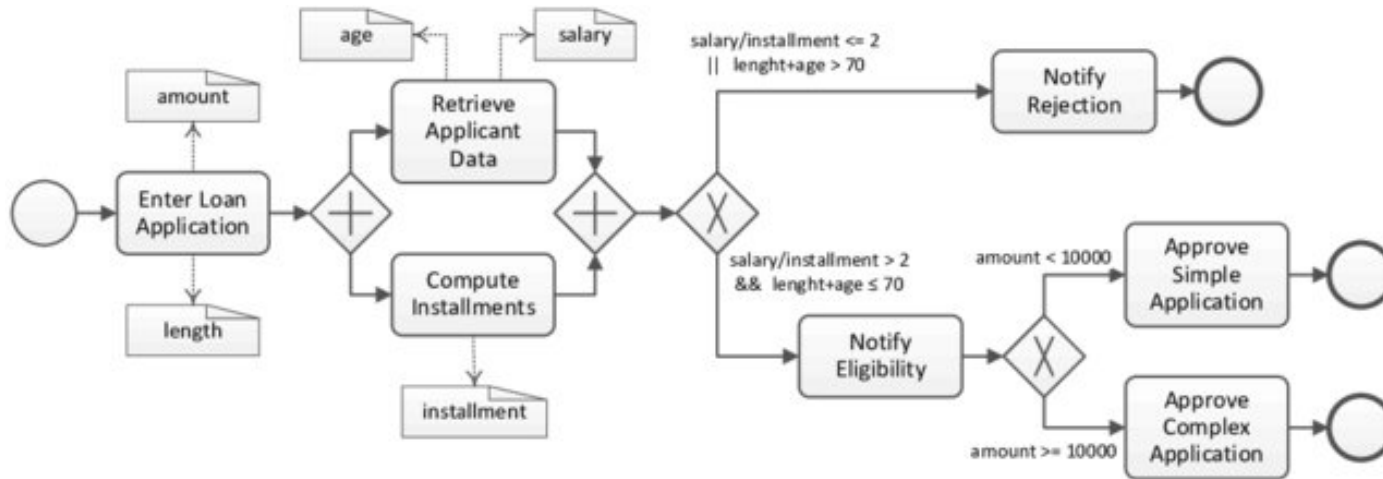 age
salary
amount
Retrieve
Applicant
Data
salary/installment <= 2
|| lenght+age > 70
Notify
Rejection
Enter Loan
Application
length
Compute
Installments
installment
salary/installment > 2
&& lenght+age ≤ 70
Notify
Eligibility
amount < 10000
Approve
Simple
Application
amount >= 10000
Approve
Complex
Application